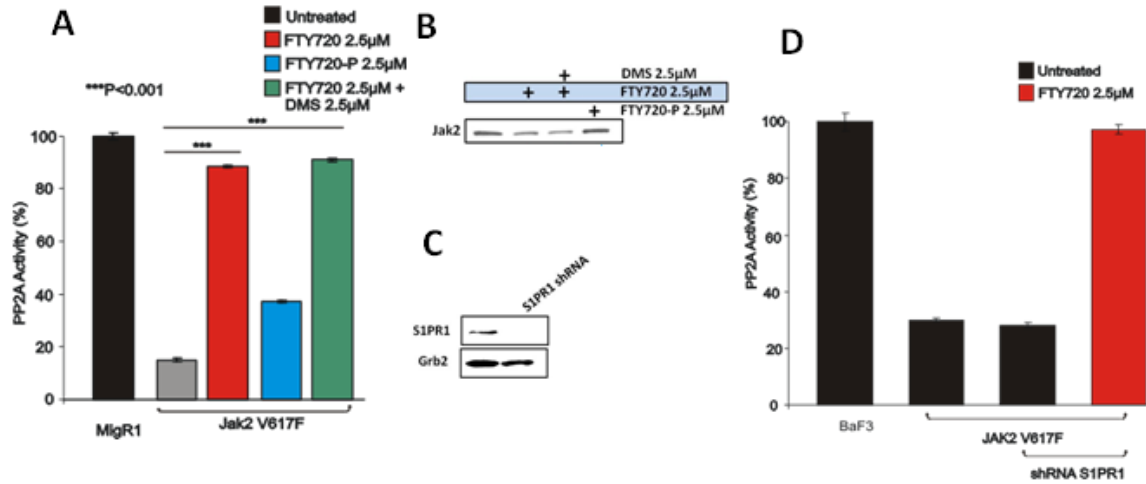 A
Untreated
FTY720 2.5µM
FTY720-P 2.5µM
FTY720 2.5µM +
DMS 2.5µM
***P<0.001
***
***
PP2A Activity (%)
100
80
60
40
20
0
MIgR1
Jak2 V617F
B
+ DMS 2.5µM
+ + FTY720 2.5µM
+ FTY720-P 2.5µM
Jak2
C
S1PR1 shRNA
S1PR1
Grb2
D
Untreated
FTY720 2.5µM
PP2A Activity (%)
100
80
60
40
20
0
BaF3
JAK2 V617F
shRNA S1PR1